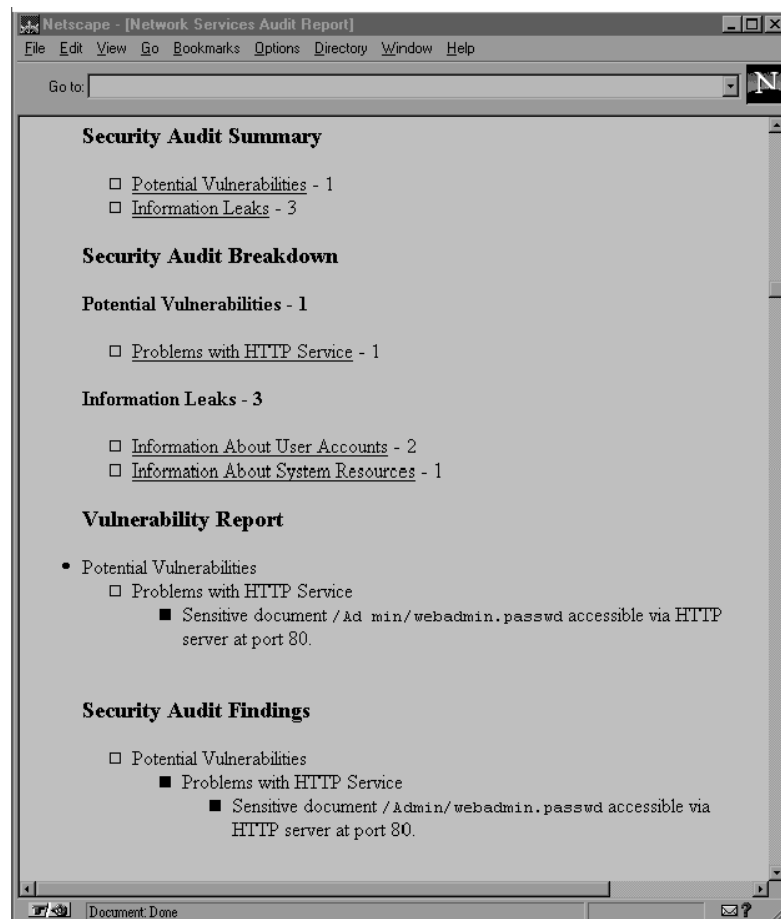 Netscape - [Network Services Audit Report]
File Edit View Go Bookmarks Options Directory Window Help
Go to:
N
Security Audit Summary
Potential Vulnerabilities - 1
Information Leaks - 3
Security Audit Breakdown
Potential Vulnerabilities - 1
Problems with HTTP Service - 1
Information Leaks - 3
Information About User Accounts - 2
Information About System Resources - 1
Vulnerability Report
Potential Vulnerabilities
Problems with HTTP Service
Sensitive document /Ad min/webadmin.passwd accessible via HTTP
server at port 80.
Security Audit Findings
Potential Vulnerabilities
Problems with HTTP Service
Sensitive document /Admin/webadmin.passwd accessible via
HTTP server at port 80.
Document: Done
?